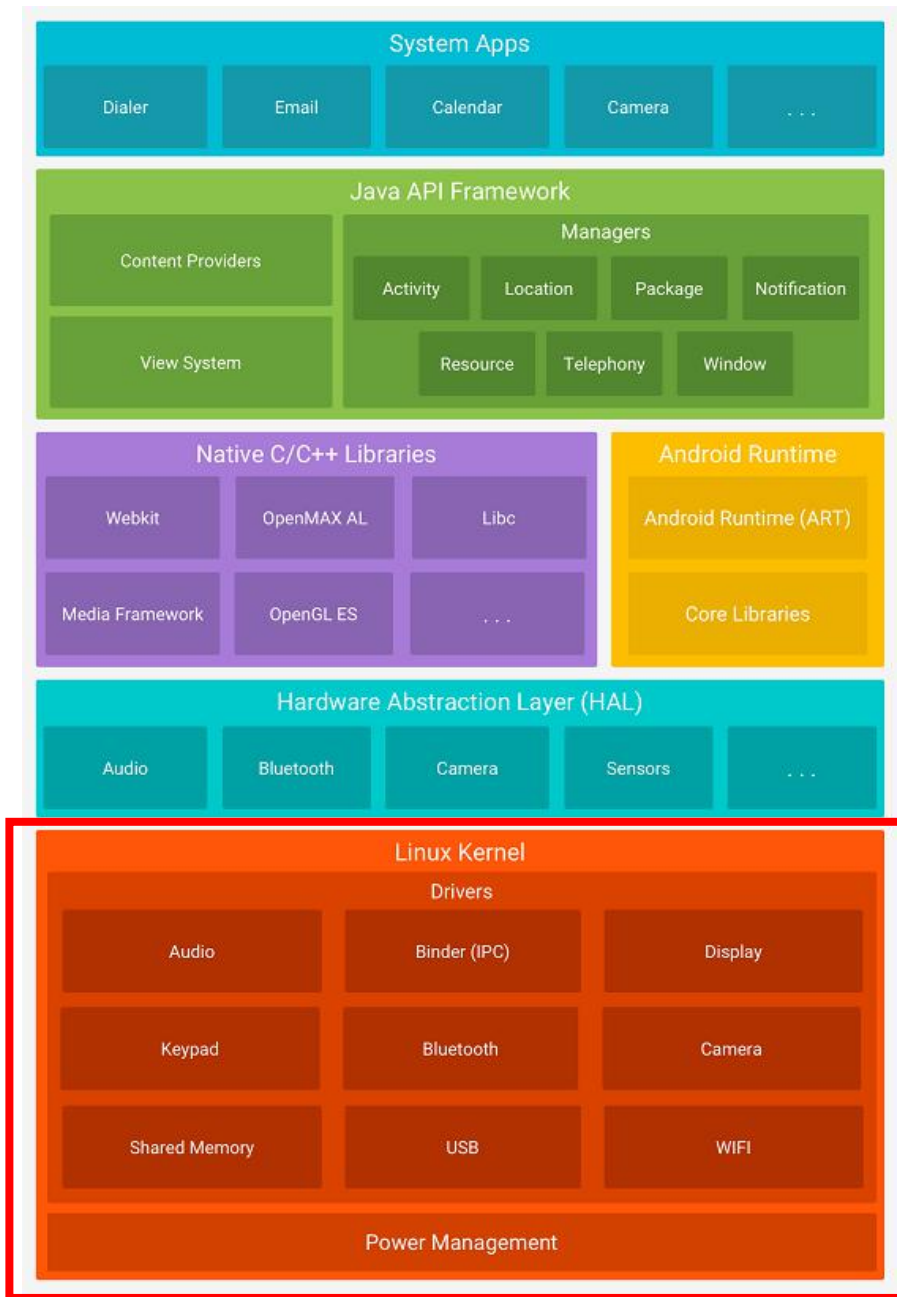 System Apps
Dialer
Email
Calendar
Camera
. . .
Java API Framework
Content Providers
View System
Managers
Activity
Location
Package
Notification
Resource
Telephony
Window
Native C/C++ Libraries
Webkit
OpenMAX AL
Libc
Media Framework
OpenGL ES
. . .
Android Runtime
Android Runtime (ART)
Core Libraries
Hardware Abstraction Layer (HAL)
Audio
Bluetooth
Camera
Sensors
. . .
Linux Kernel
Drivers
Audio
Binder (IPC)
Display
Keypad
Bluetooth
Camera
Shared Memory
USB
WIFI
Power Management